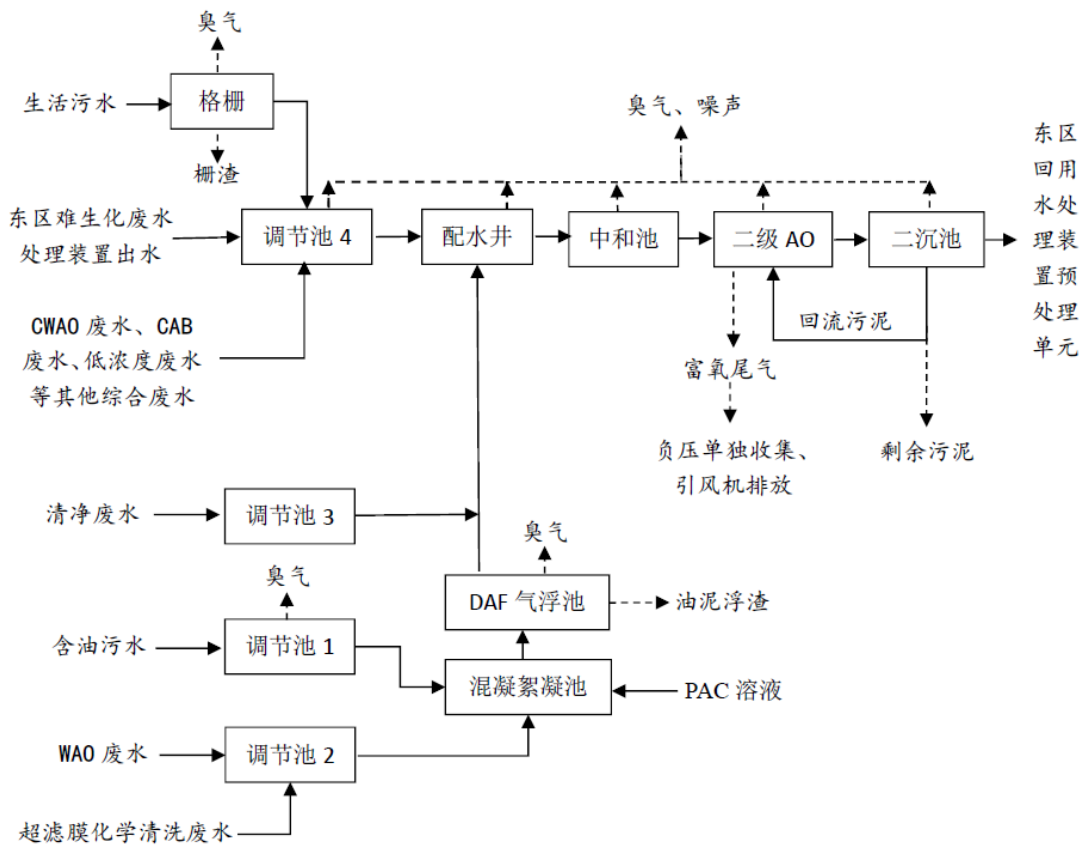 臭气
生活污水
格栅
栅渣
臭气、噪声
东区
回用
水处
理装
置预
处理
单元
东区难生化废水
处理装置出水
调节池 4
配水井
中和池
二级 AO
二沉池
回流污泥
CWAO 废水、CAB
废水、低浓度废水
等其他综合废水
富氧尾气
负压单独收集、
引风机排放
剩余污泥
清净废水
调节池 3
臭气
DAF 气浮池
油泥浮渣
臭气
含油污水
调节池 1
混凝絮凝池
PAC 溶液
WAO 废水
调节池 2
超滤膜化学清洗废水